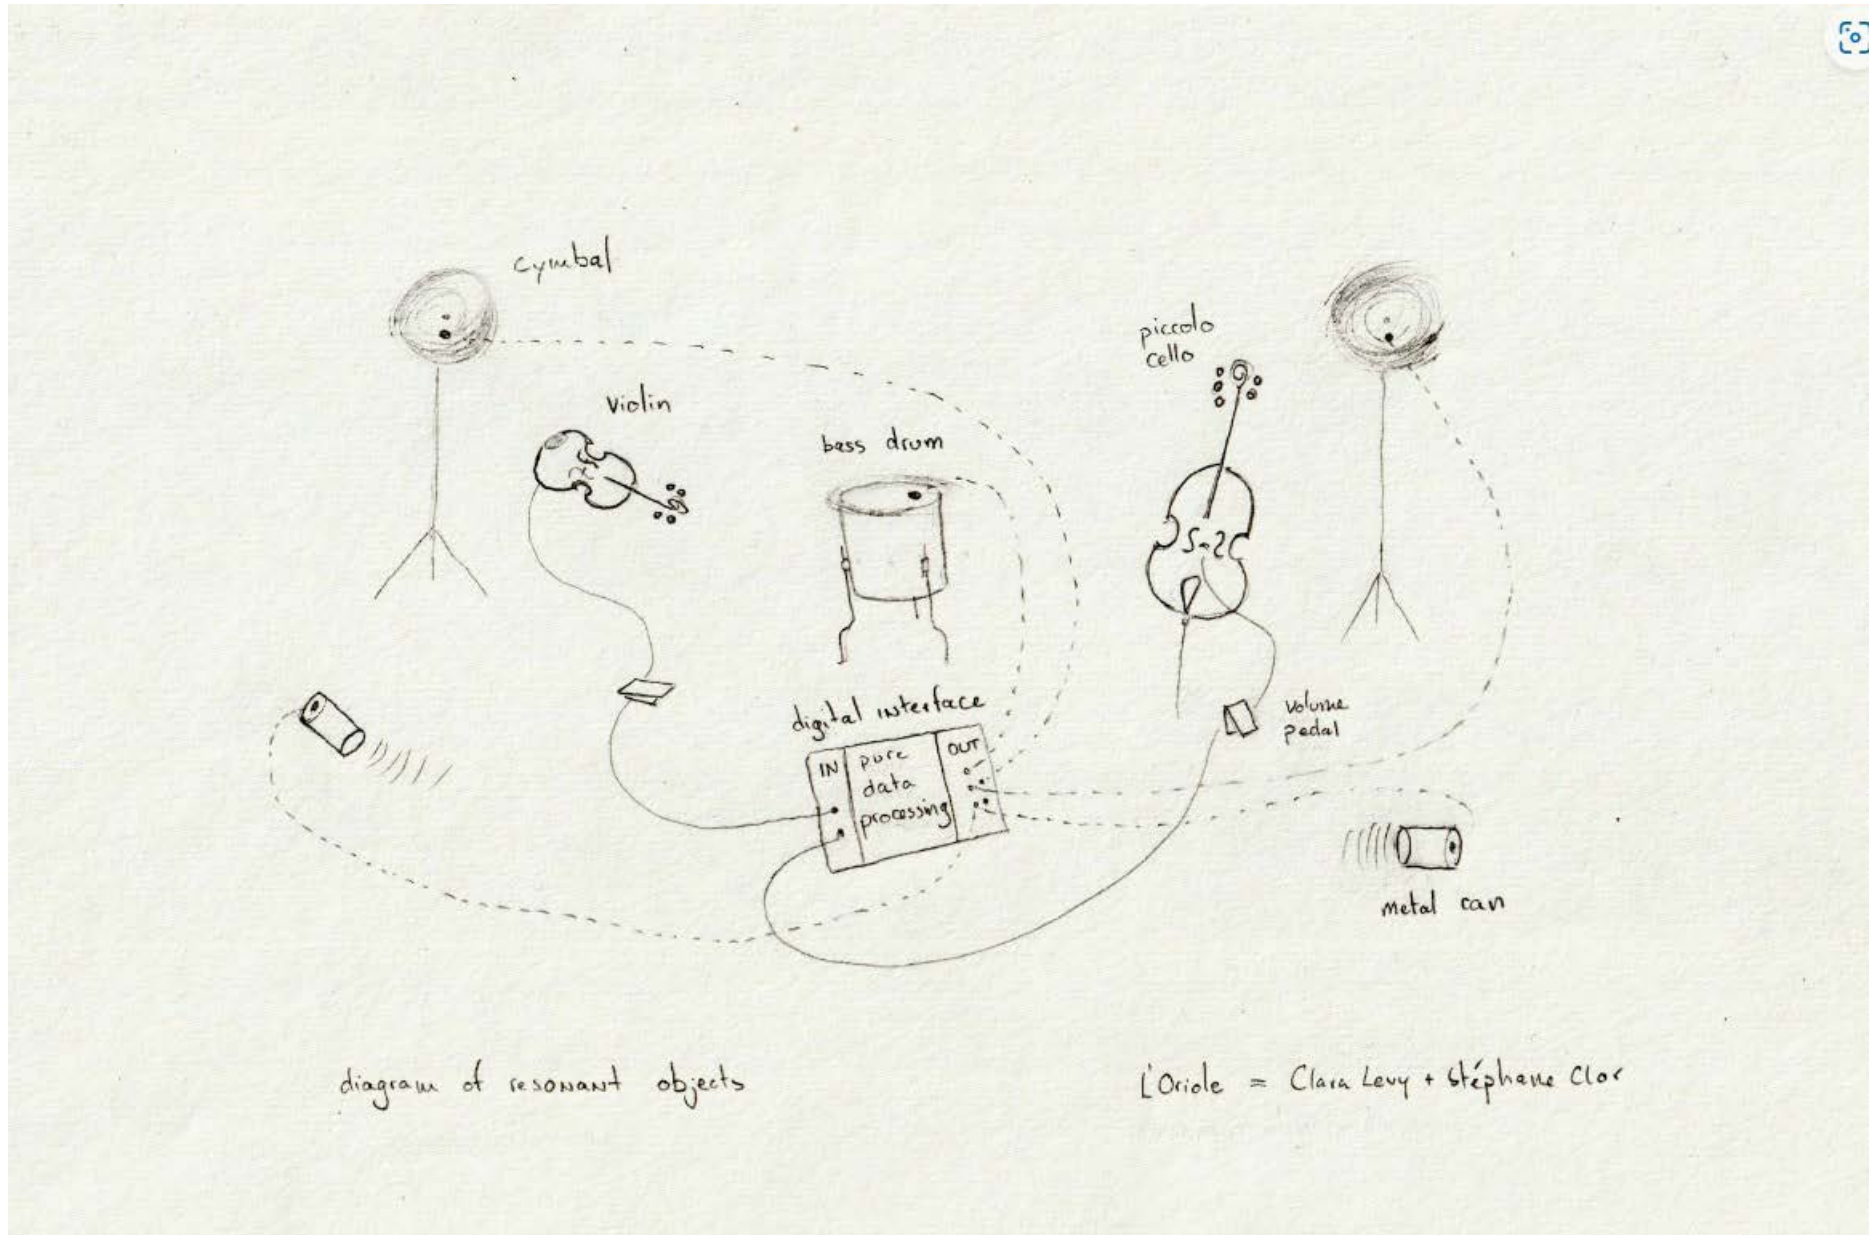 cymbal
violin
bass drum
piccolo
cello
digital interface
IN
pure
data
processing
OUT
volume
pedal
metal can
diagram of resonant objects
L'Oriole = Clara Levy + Stéphane Clor